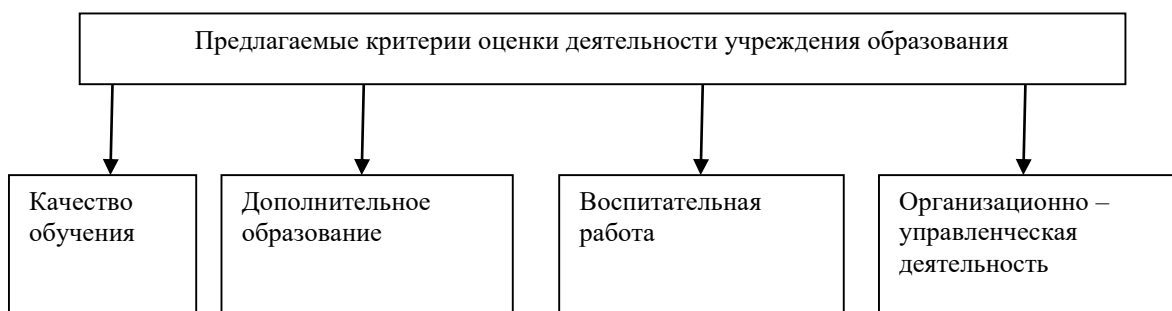 Предлагаемые критерии оценки деятельности учреждения образования
Качество
обучения
Дополнительное
образование
Воспитательная
работа
Организационно –
управленческая
деятельность